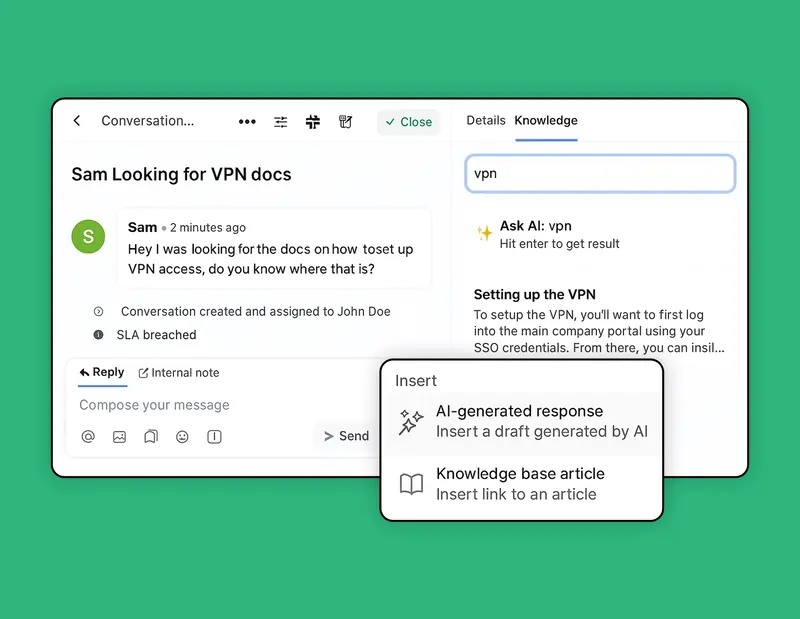 Conversation...
Close
Sam Looking for VPN docs
S
Sam • 2 minutes ago
Hey I was looking for the docs on how toset up
VPN access, do you know where that is?
Conversation created and assigned to John Doe
SLA breached
Reply
Internal note
Compose your message
Send
Details
Knowledge
vpn
Ask AI: vpn
Hit enter to get result
Setting up the VPN
To setup the VPN, you'll want to first log
into the main company portal using your
SSO credentials. From there, you can insil...
Insert
AI-generated response
Insert a draft generated by AI
Knowledge base article
Insert link to an article